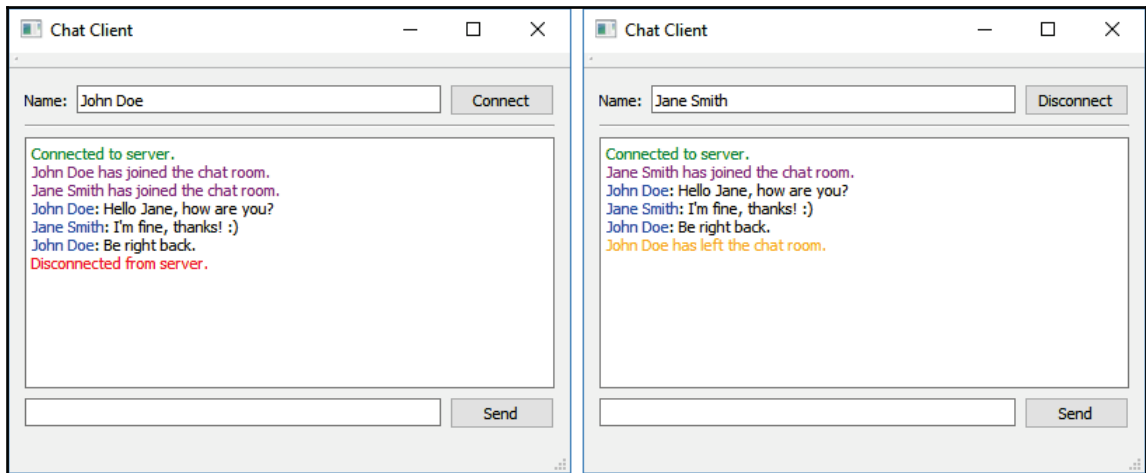 Chat Client
Name: John Doe Connect
Connected to server.
John Doe has joined the chat room.
Jane Smith has joined the chat room.
John Doe: Hello Jane, how are you?
Jane Smith: I'm fine, thanks! :)
John Doe: Be right back.
Disconnected from server.
Send
Chat Client
Name: Jane Smith Disconnect
Connected to server.
Jane Smith has joined the chat room.
John Doe: Hello Jane, how are you?
Jane Smith: I'm fine, thanks! :)
John Doe: Be right back.
John Doe has left the chat room.
Send